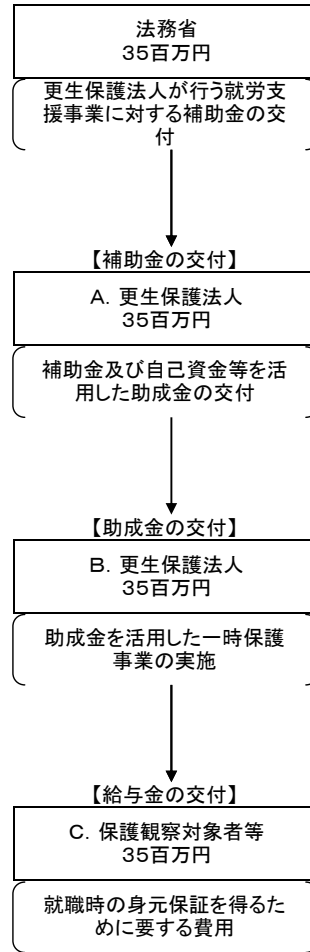 法務省
35百万円
更生保護法人が行う就労支
援事業に対する補助金の交
付
【補助金の交付】
A. 更生保護法人
35百万円
補助金及び自己資金等を活
用した助成金の交付
【助成金の交付】
B. 更生保護法人
35百万円
助成金を活用した一時保護
事業の実施
【給与金の交付】
C. 保護観察対象者等
35百万円
就職時の身元保証を得るた
めに要する費用